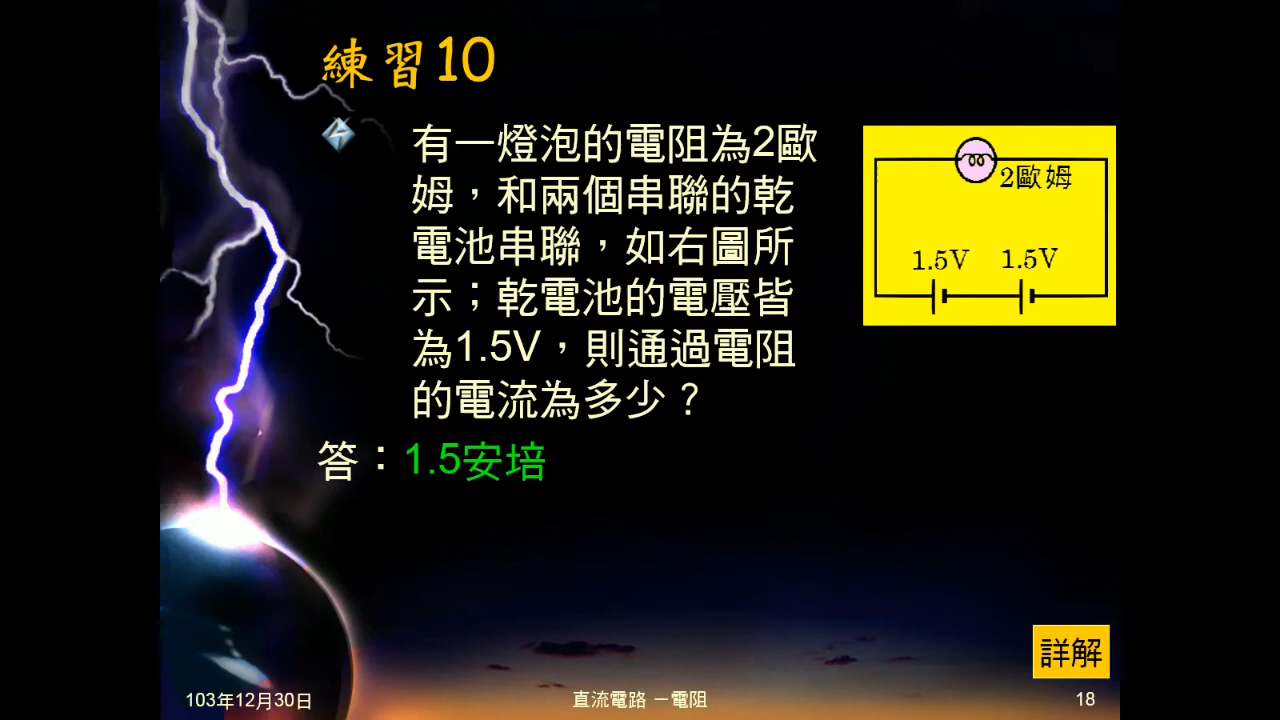 練習10
有一燈泡的電阻為2歐
姆，和兩個串聯的乾
電池串聯，如右圖所
示；乾電池的電壓皆
為1.5V，則通過電阻
的電流為多少？
2歐姆
1.5V 1.5V
答：1.5安培
詳解
103年12月30日
直流電路 －電阻
18